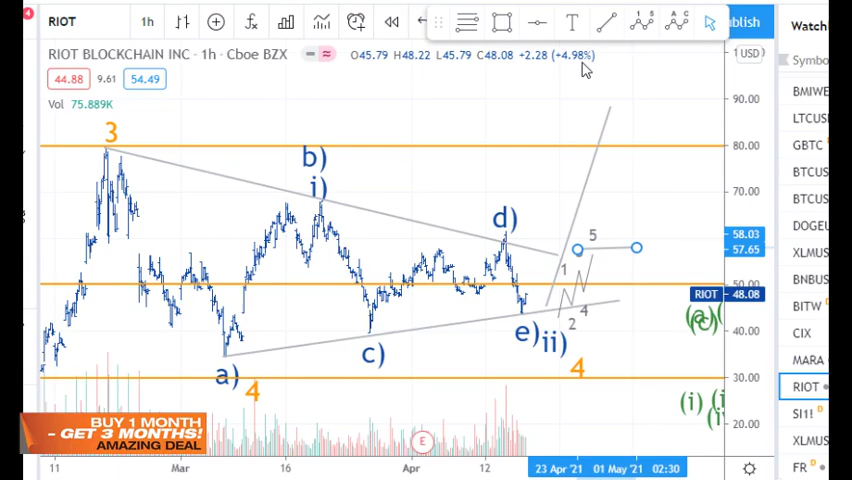 RIOT 1h ublish
Watch
RIOT BLOCKCHAIN INC · 1h · Cboe BZX O45.79 H48.22 L45.79 C48.08 +2.28 (+4.98%)
USD
Symbo
44.88 9.61 54.49
Vol 75.889K
90.00
80.00
70.00
58.03
57.65
50.00
RIOT 48.08
40.00
30.00
20.00
3
b)
i)
d)
5
1
2
4
a)
c)
e)
ii)
4
4
(i)
BMIWE
LTCUS
GBTC
BTCUS
BTCUS
DOGEU
XLMUS
BNBUS
BITW
CIX
MARA
RIOT
SI1!
XLMUS
FR
BUY 1 MONTH
- GET 3 MONTHS!
AMAZING DEAL
E
11 Mar 16 Apr 12 23 Apr '21 01 May '21 02:30